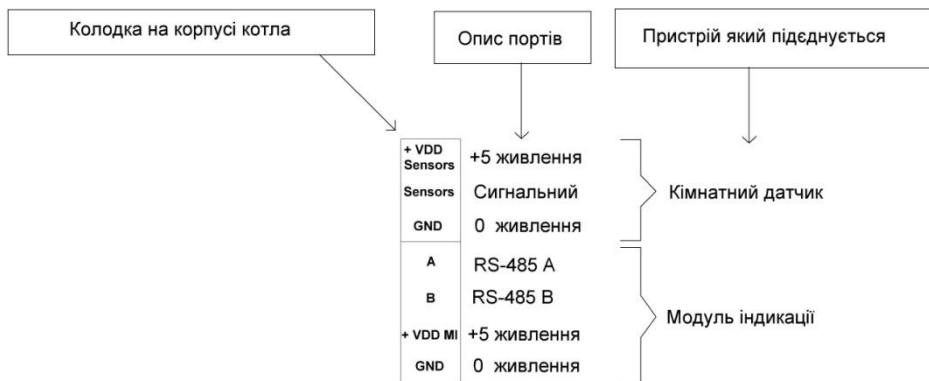 Колодка на корпусі котла
Опис портів
Пристрій який підєднується
+ VDD
Sensors
+5 живлення
Sensors
Сигнальний
GND
0 живлення
Кімнатний датчик
A
RS-485 A
B
RS-485 B
+ VDD MI
+5 живлення
GND
0 живлення
Модуль індикації